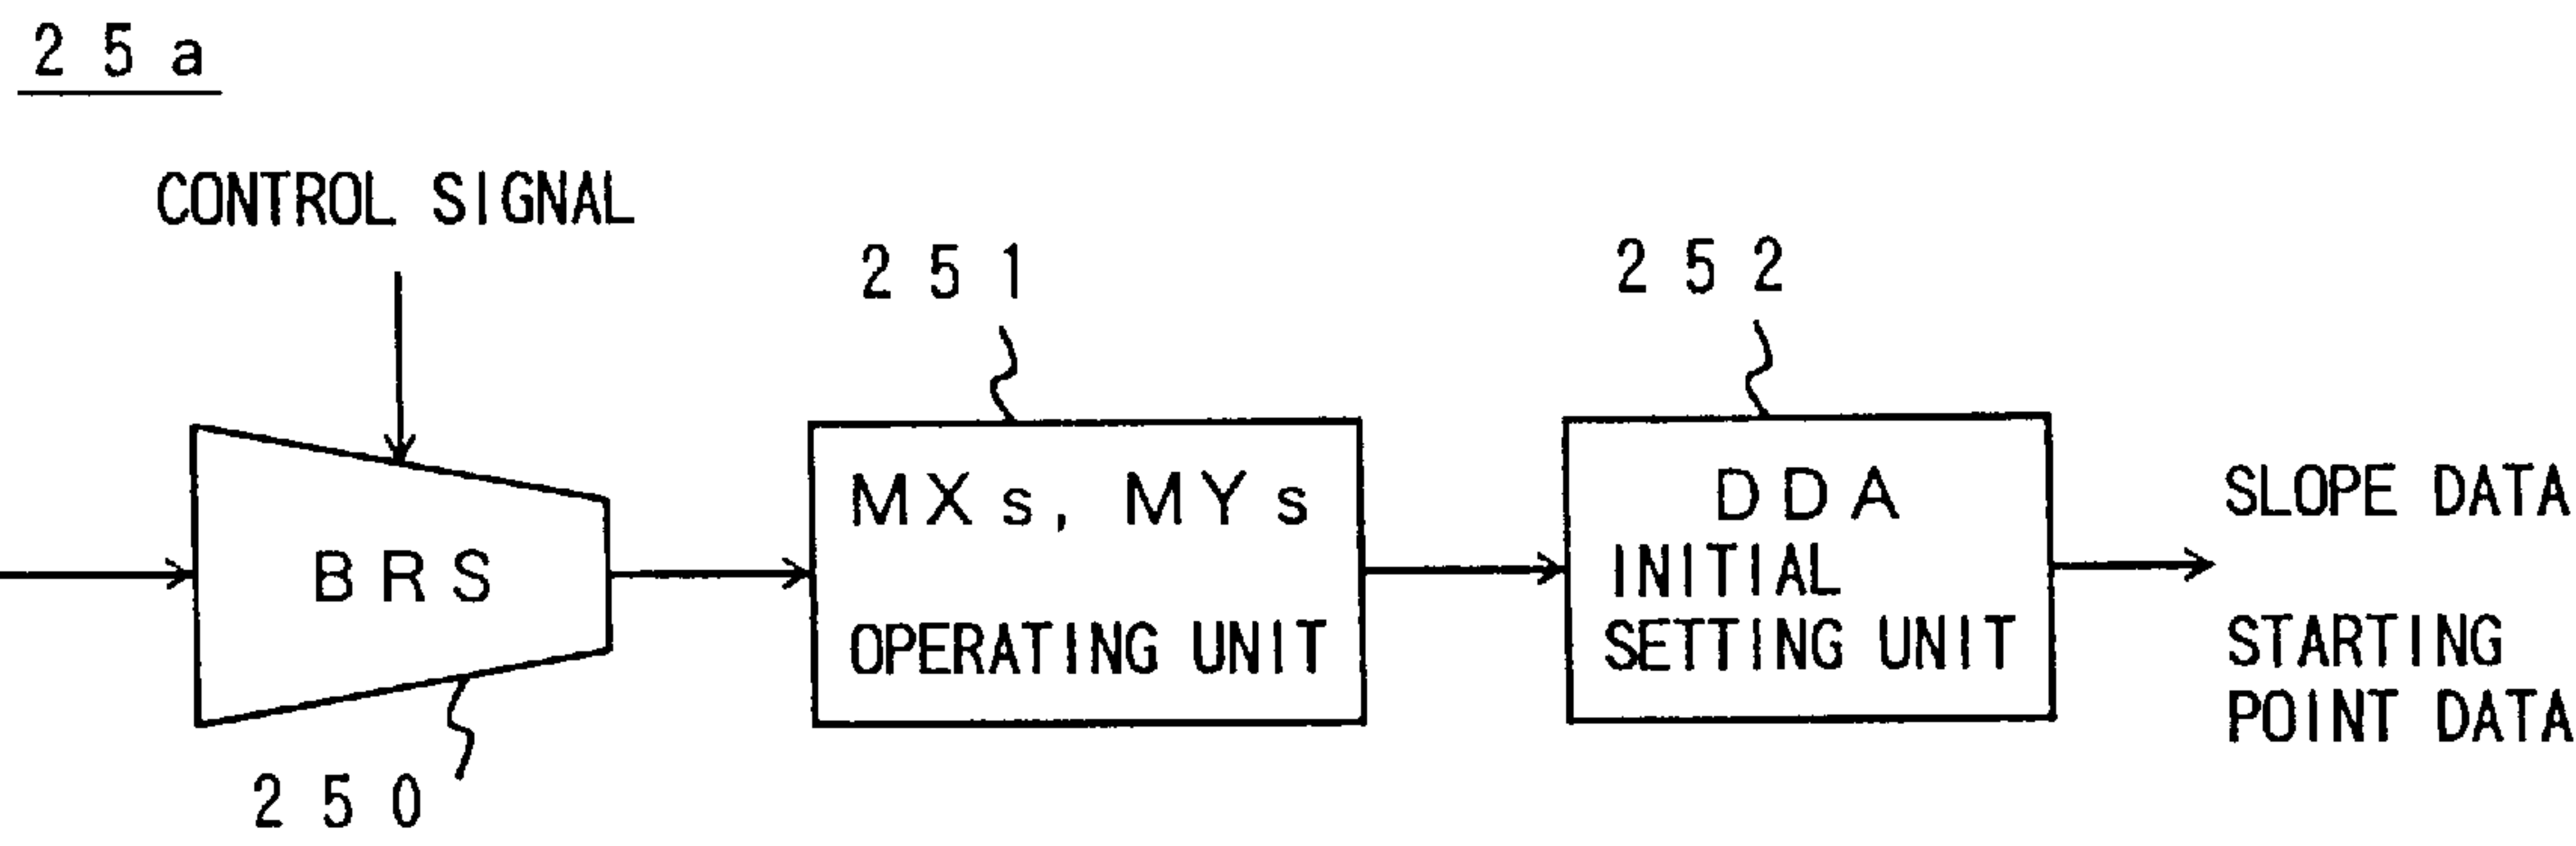 25a
CONTROL SIGNAL
251
252
BRS
250
MXs, MYs
OPERATING UNIT
DDA
INITIAL
SETTING UNIT
SLOPE DATA
STARTING
POINT DATA